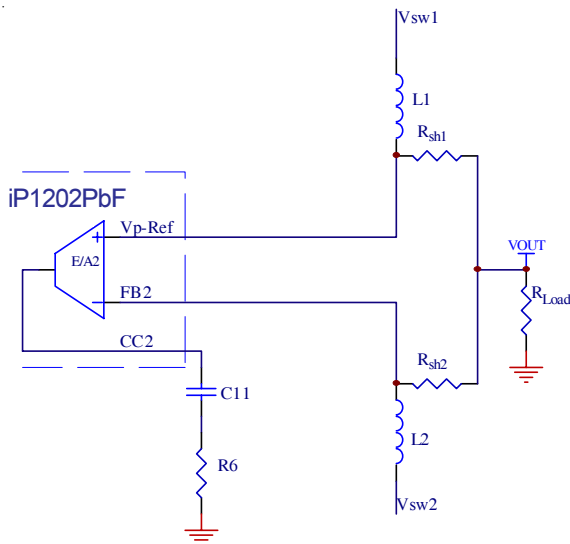 Vsw1
L1
Rsh1
iP1202PbF
Vp-Ref
+
E/A2
VOUT
FB2
RLoad
CC2
Rsh2
C11
L2
R6
Vsw2